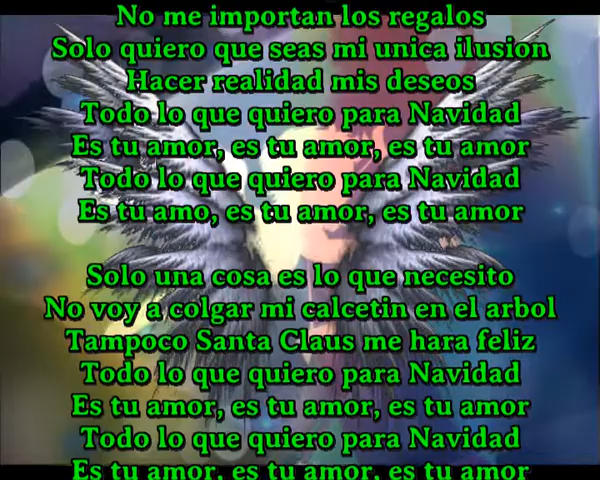 No me importan los regalos
Solo quiero que seas mi unica ilusion
Hacer realidad mis deseos
Todo lo que quiero para Navidad
Es tu amor, es tu amor, es tu amor
Todo lo que quiero para Navidad
Es tu amo, es tu amor, es tu amor
Solo una cosa es lo que necesito
No voy a colgar mi calcetin en el arbol
Tampoco Santa Claus me hara feliz
Todo lo que quiero para Navidad
Es tu amor, es tu amor, es tu amor
Todo lo que quiero para Navidad
Es tu amor, es tu amor, es tu amor